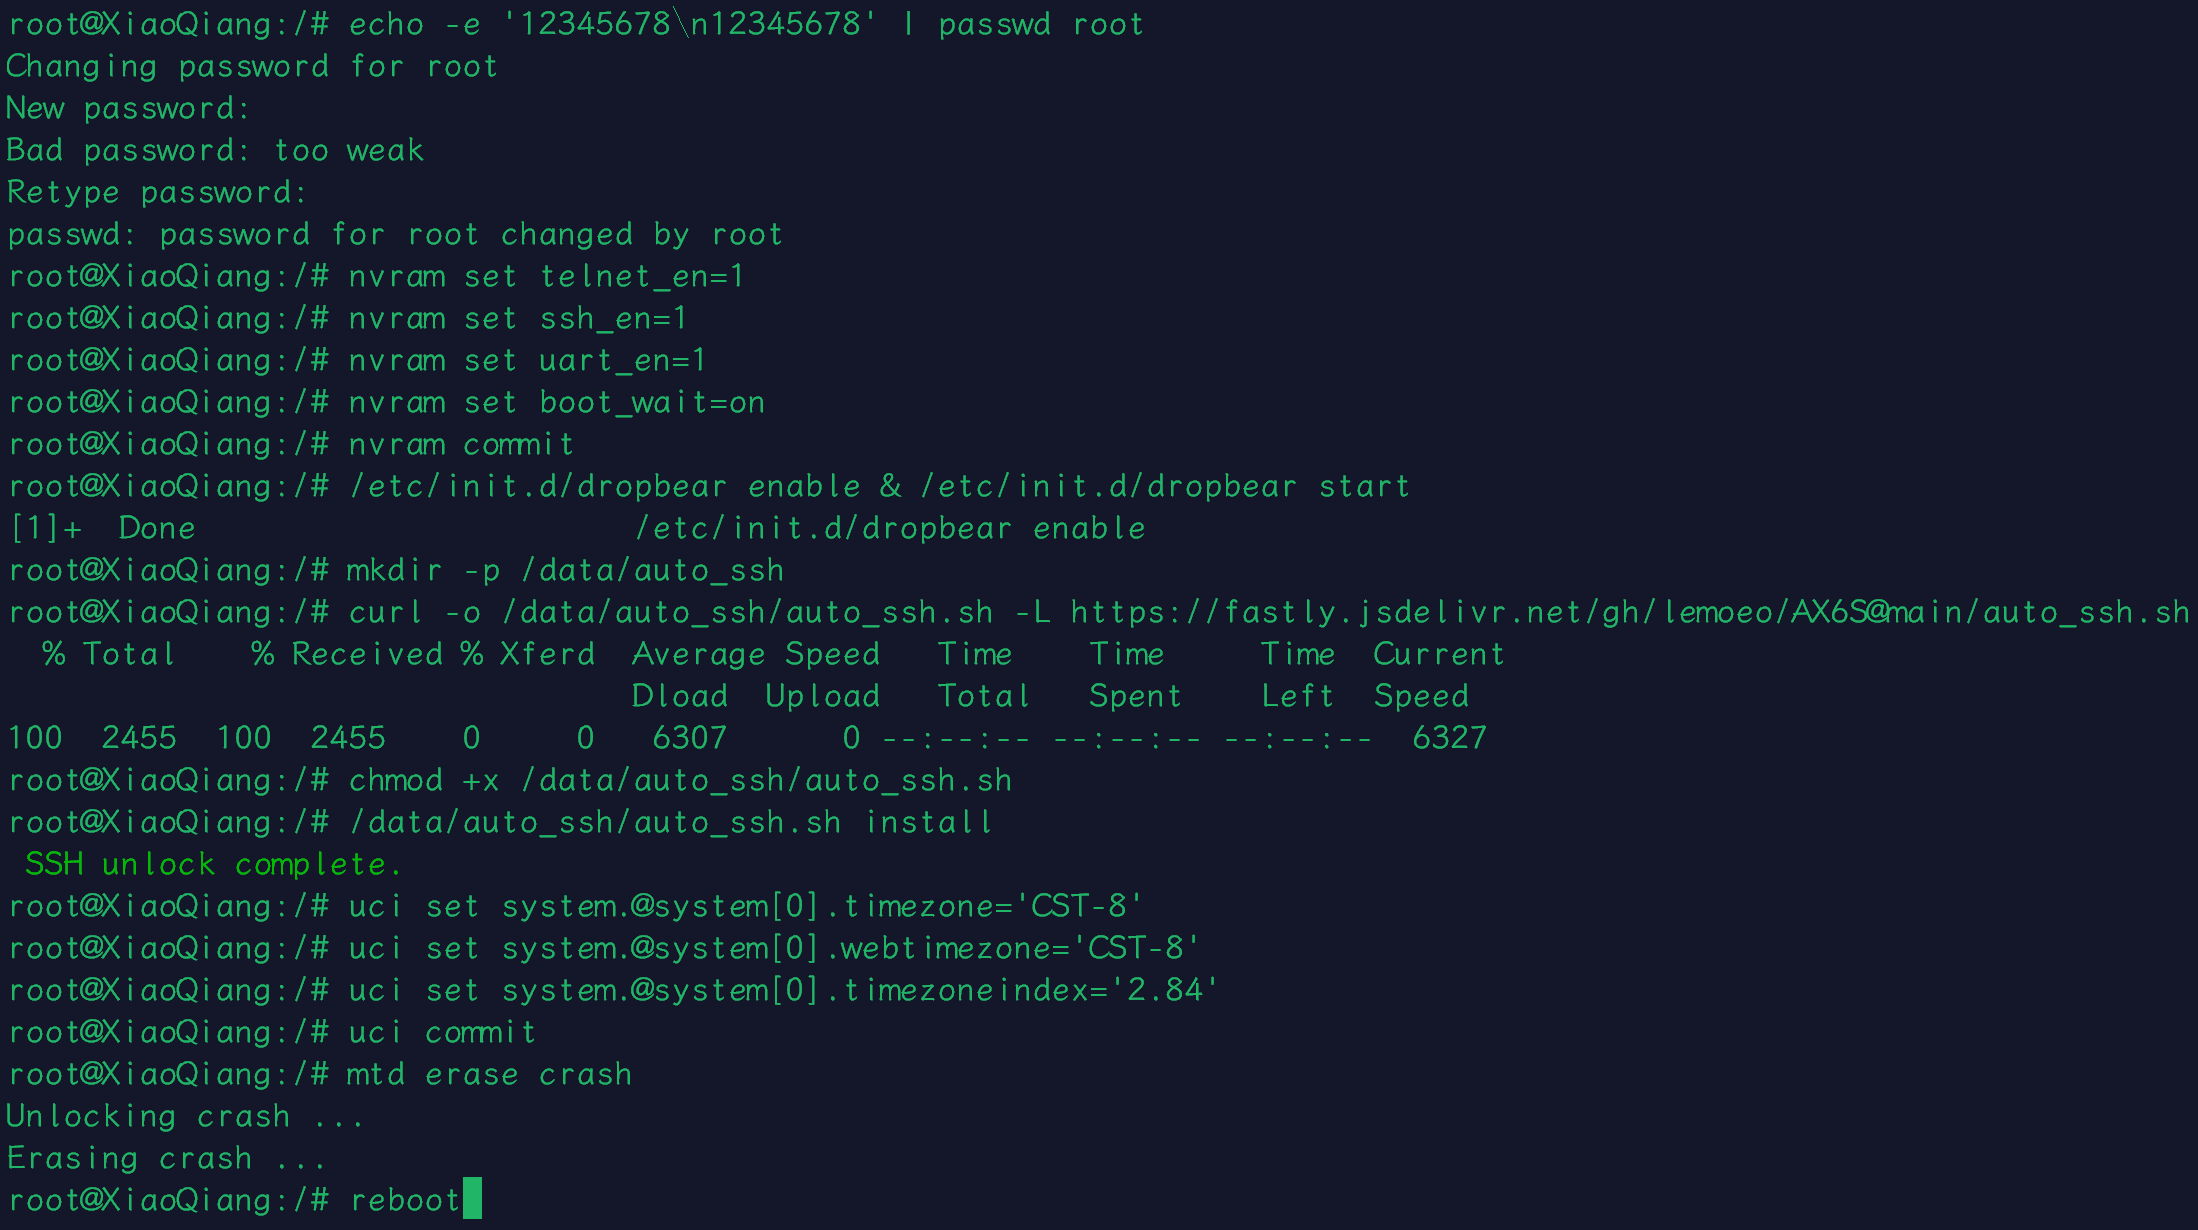 root@XiaoQiang:/# echo -e '12345678\n12345678' | passwd root
Changing password for root
New password:
Bad password: too weak
Retype password:
passwd: password for root changed by root
root@XiaoQiang:/# nvram set telnet_en=1
root@XiaoQiang:/# nvram set ssh_en=1
root@XiaoQiang:/# nvram set uart_en=1
root@XiaoQiang:/# nvram set boot_wait=on
root@XiaoQiang:/# nvram commit
root@XiaoQiang:/# /etc/init.d/dropbear enable & /etc/init.d/dropbear start
[1]+  Done                       /etc/init.d/dropbear enable
root@XiaoQiang:/# mkdir -p /data/auto_ssh
root@XiaoQiang:/# curl -o /data/auto_ssh/auto_ssh.sh -L https://fastly.jsdelivr.net/gh/lemoeo/AX6S@main/auto_ssh.sh
  % Total    % Received % Xferd  Average Speed   Time    Time     Time  Current
                                 Dload  Upload   Total   Spent    Left  Speed
100  2455  100  2455    0     0   6307      0 --:--:-- --:--:-- --:--:--  6327
root@XiaoQiang:/# chmod +x /data/auto_ssh/auto_ssh.sh
root@XiaoQiang:/# /data/auto_ssh/auto_ssh.sh install
 SSH unlock complete.
root@XiaoQiang:/# uci set system.@system[0].timezone='CST-8'
root@XiaoQiang:/# uci set system.@system[0].webtimezone='CST-8'
root@XiaoQiang:/# uci set system.@system[0].timezoneindex='2.84'
root@XiaoQiang:/# uci commit
root@XiaoQiang:/# mtd erase crash
Unlocking crash ...
Erasing crash ...
root@XiaoQiang:/# reboot